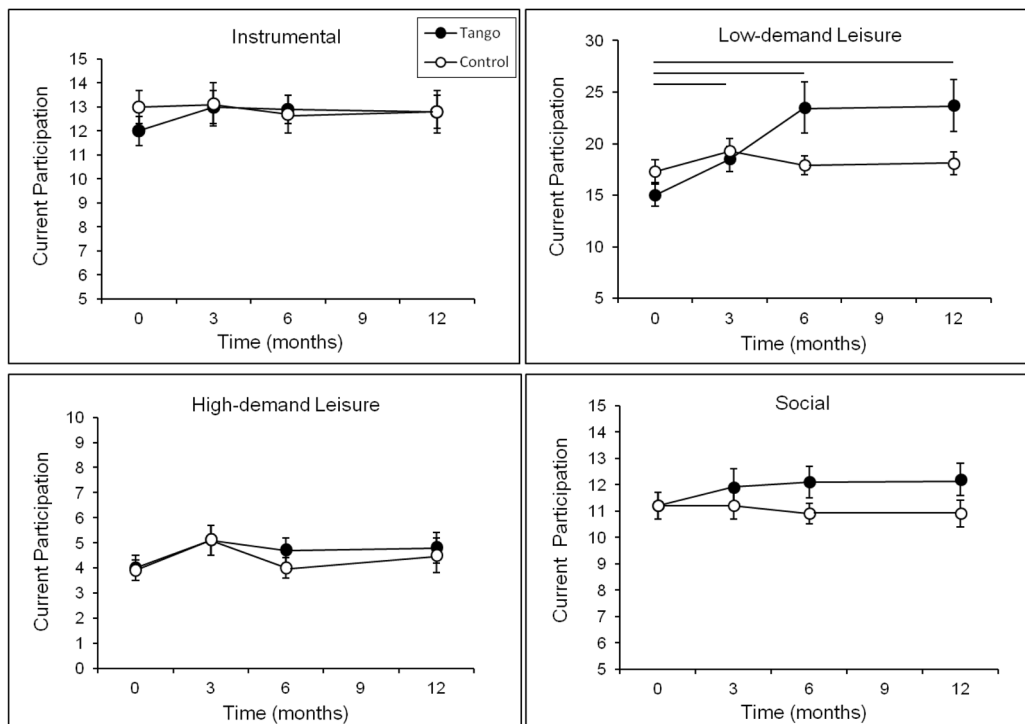 Instrumental
Tango
Control
Current Participation
15
14
13
12
11
10
9
8
7
6
5
0 3 6 9 12
Time (months)
Low-demand Leisure
Current Participation
30
25
20
15
10
5
0 3 6 9 12
Time (months)
High-demand Leisure
Current Participation
10
9
8
7
6
5
4
3
2
1
0
0 3 6 9 12
Time (months)
Social
Current Participation
15
14
13
12
11
10
9
8
7
6
5
0 3 6 9 12
Time (months)